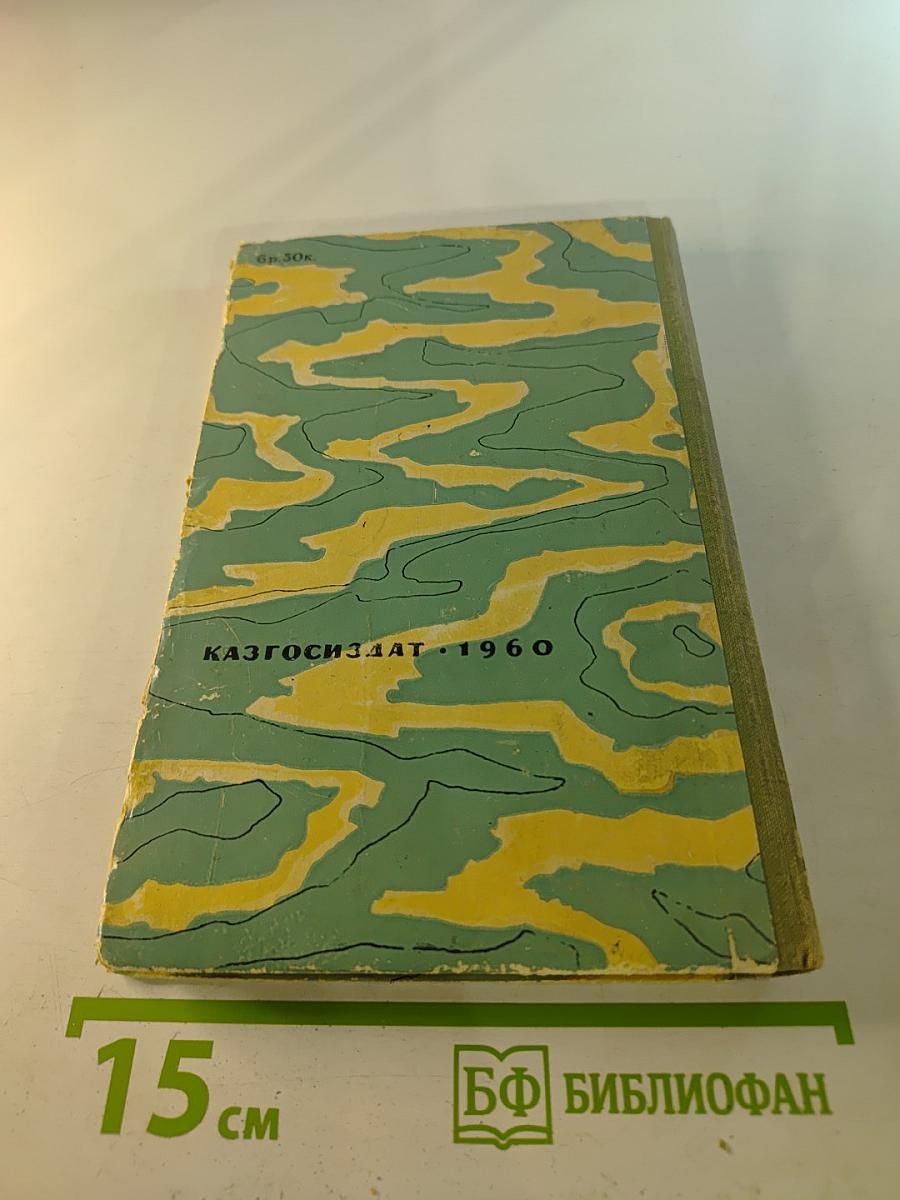 6р.50к.
КАЗГОСИЗДАТ · 1960
15 см
БФ БИБЛИОФАН